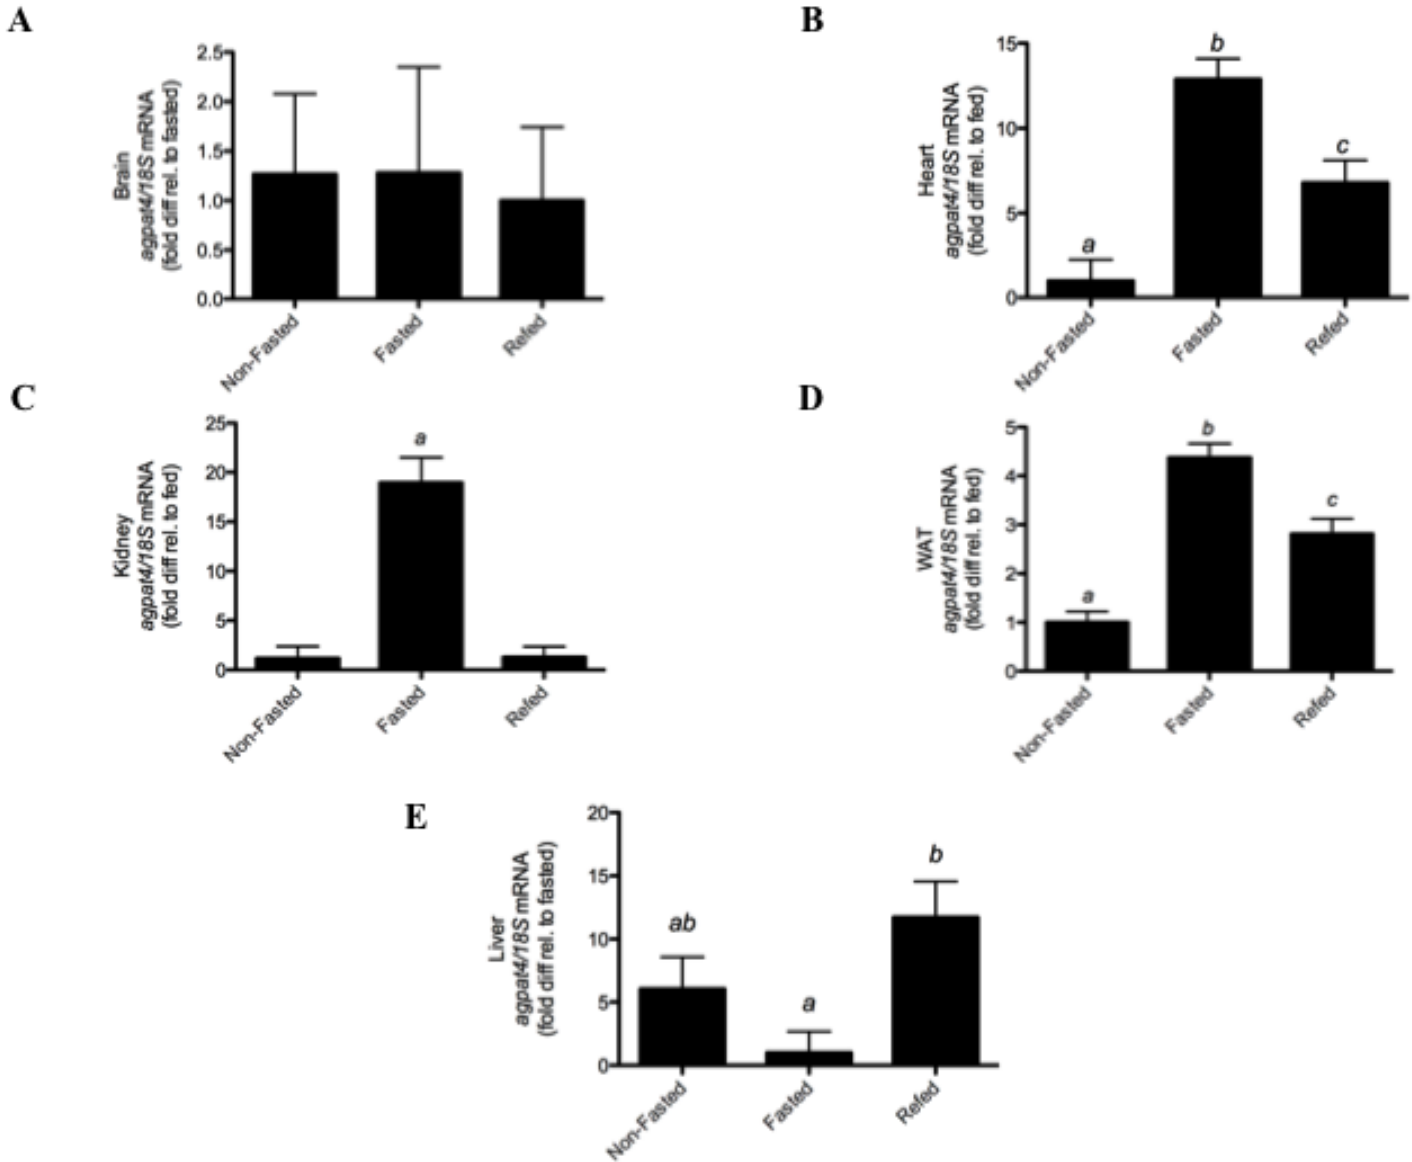 A
Brain
agpat4/18S mRNA
(fold diff rel. to fasted)
2.5
2.0
1.5
1.0
0.5
0.0
Non-Fasted
Fasted
Refed
B
Heart
agpat4/18S mRNA
(fold diff rel. to fed)
15
10
5
0
a
b
c
Non-Fasted
Fasted
Refed
C
Kidney
agpat4/18S mRNA
(fold diff rel. to fed)
25
20
15
10
5
0
a
Non-Fasted
Fasted
Refed
D
WAT
agpat4/18S mRNA
(fold diff rel. to fed)
5
4
3
2
1
0
a
b
c
Non-Fasted
Fasted
Refed
E
Liver
agpat4/18S mRNA
(fold diff rel. to fasted)
20
15
10
5
0
ab
a
b
Non-Fasted
Fasted
Refed